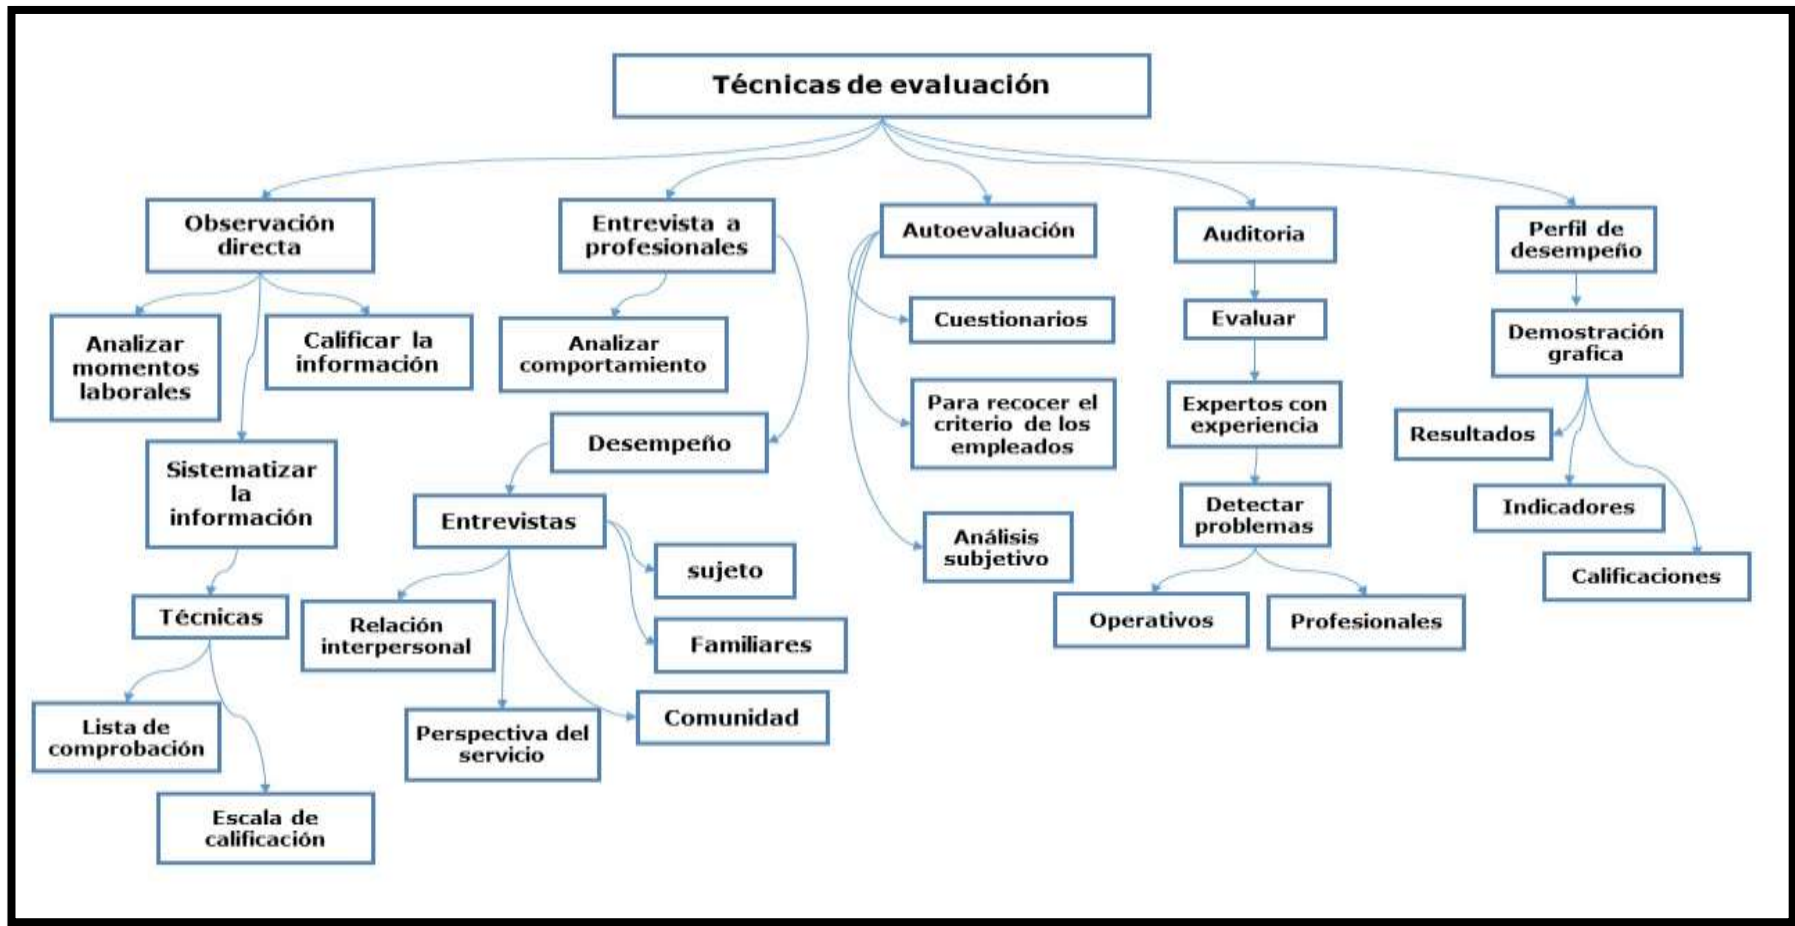 Técnicas de evaluación
Observación
directa
Entrevista a
profesionales
Autoevaluación
Auditoria
Perfil de
desempeño
Analizar
momentos
laborales
Calificar la
información
Analizar
comportamiento
Cuestionarios
Evaluar
Demostración
grafica
Desempeño
Para recocer el
criterio de los
empleados
Expertos con
experiencia
Resultados
Sistematizar
la
información
Entrevistas
Análisis
subjetivo
Detectar
problemas
Indicadores
Calificaciones
Técnicas
Relación
interpersonal
sujeto
Familiares
Operativos
Profesionales
Lista de
comprobación
Perspectiva del
servicio
Comunidad
Escala de
calificación